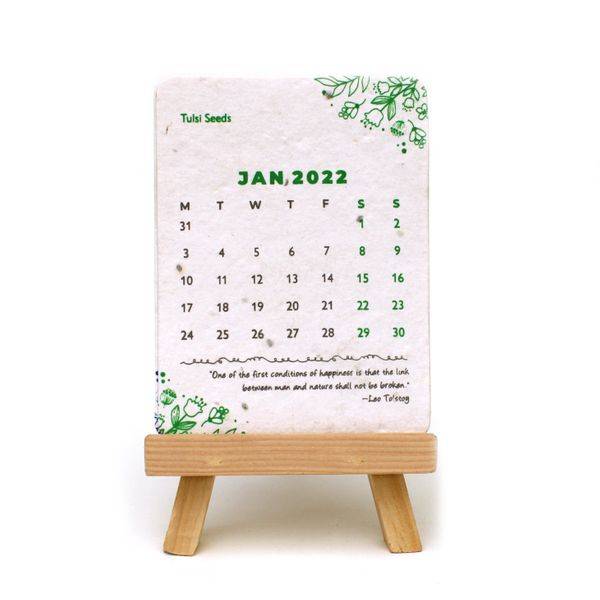 Tulsi Seeds
JAN 2022
M T W T F S S
31 1 2
3 4 5 6 7 8 9
10 11 12 13 14 15 16
17 18 19 20 21 22 23
24 25 26 27 28 29 30
"One of the first conditions of happiness is that the link
between man and nature shall not be broken."
—Leo Tolstoy